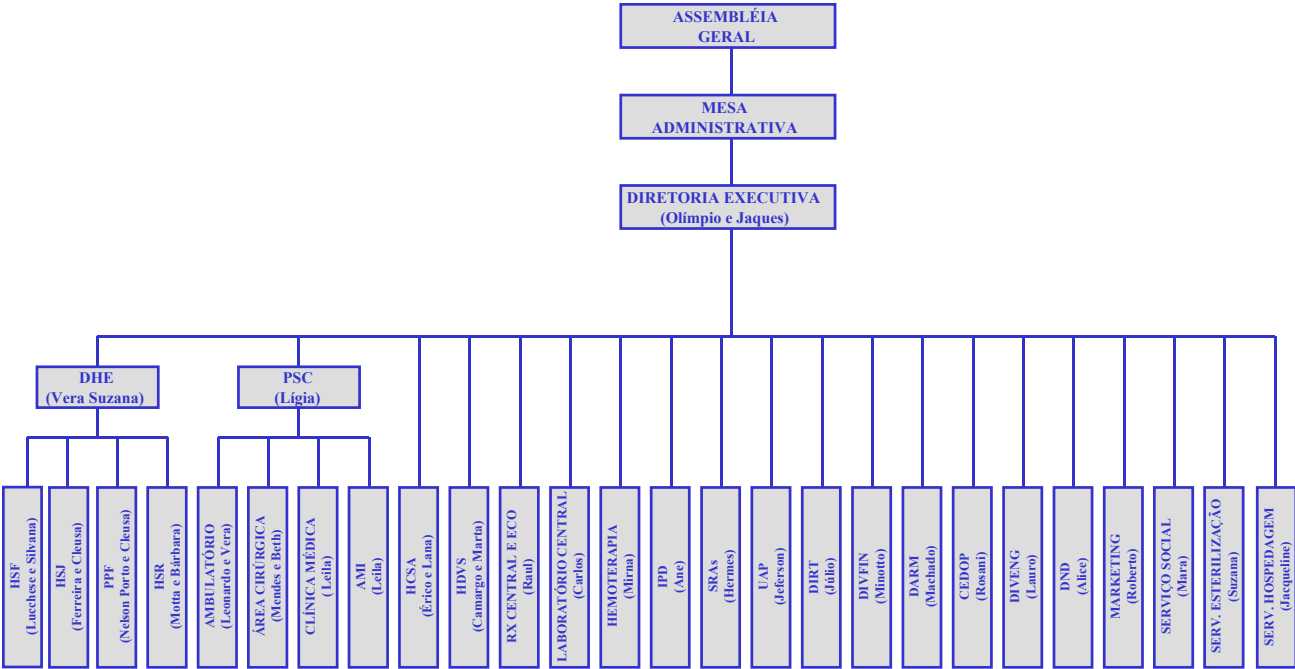 ASSEMBLÉIA
GERAL
MESA
ADMINISTRATIVA
DIRETORIA EXECUTIVA
(Olímpio e Jaques)
DHE
(Vera Suzana)
PSC
(Lígia)
HSF
(Lucchese e Silvana)
HSJ
(Ferreira e Cleusa)
PPF
(Nelson Porto e Cleusa)
HSR
(Motta e Bárbara)
AMBULATÓRIO
(Leonardo e Vera)
ÁREA CIRÚRGICA
(Mendes e Beth)
CLÍNICA MÉDICA
( Leila)
AMI
(Leila)
HCSA
(Érico e Lana)
HDVS
(Camargo e Marta)
RX CENTRAL E ECO
(Raul)
LABORATÓRIO CENTRAL
(Carlos)
HEMOTERAPIA
(Mirna)
IPD
(Ane)
SRAs
(Hermes)
UAP
(Jeferson)
DIRT
(Júlio)
DIVFIN
(Minotto)
DARM
(Machado)
CEDOP
(Rosani)
DIVENG
(Lauro)
DND
(Alice)
MARKETING
(Roberto)
SERVIÇO SOCIAL
(Mara)
SERV. ESTERILIZAÇÃO
(Suzana)
SERV. HOSPEDAGEM
(Jacqueline)